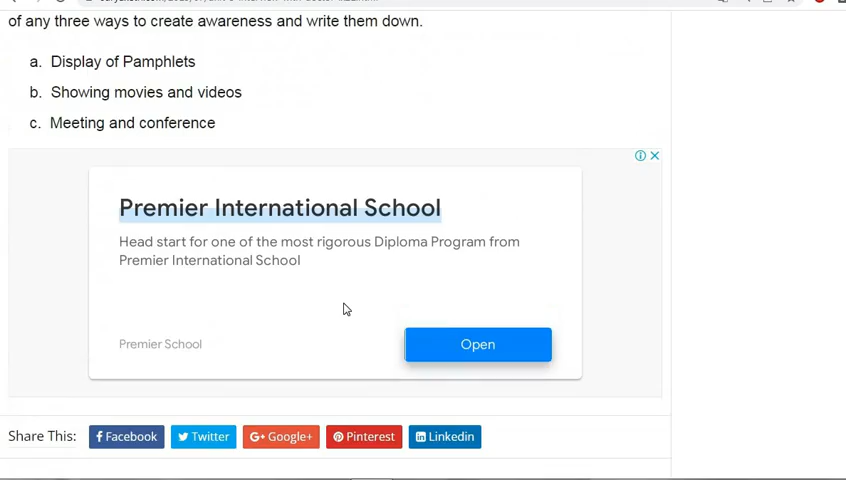 of any three ways to create awareness and write them down.
a. Display of Pamphlets
b. Showing movies and videos
c. Meeting and conference
Premier International School
Head start for one of the most rigorous Diploma Program from
Premier International School
Premier School
Open
Share This:
Facebook
Twitter
G+ Google+
Pinterest
Linkedin